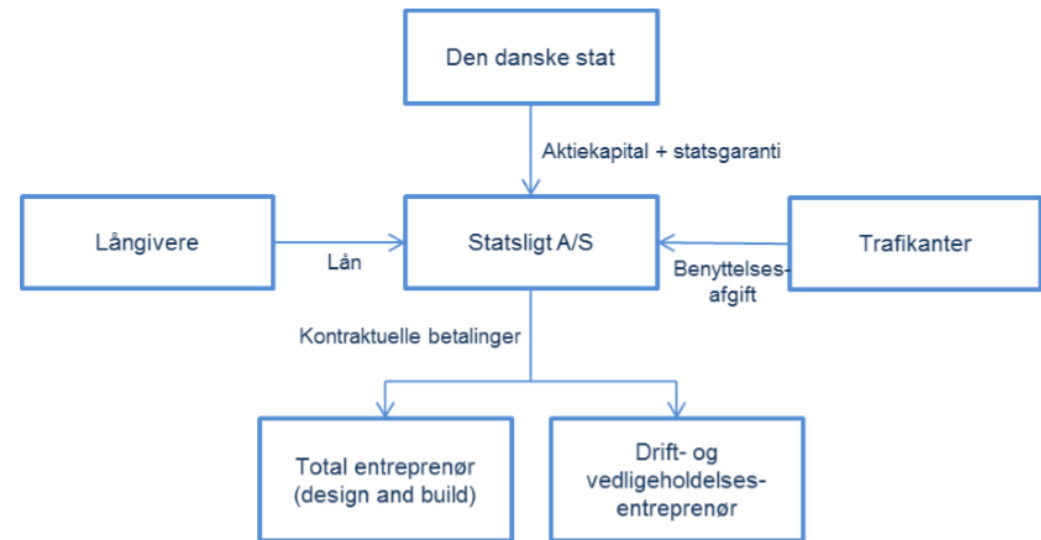 Den danske stat
Aktiekapital + statsgaranti
Långivere
Lån
Statsligt A/S
Benyttelses-
afgift
Trafikanter
Kontraktuelle betalinger
Total entreprenør
(design and build)
Drift- og
vedligeholdelses-
entreprenør